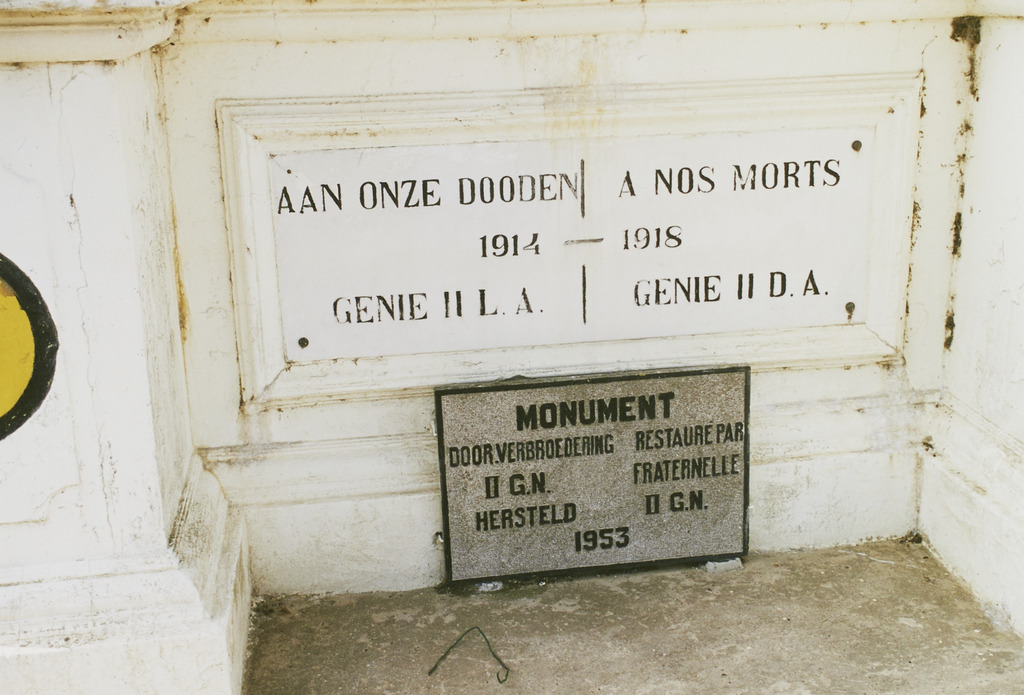 AAN ONZE DOODEN | A NOS MORTS
1914 — 1918
GENIE II L.A. | GENIE II D.A.
MONUMENT
DOOR VERBROEDERING
II G.N.
HERSTELD
RESTAURE PAR
FRATERNELLE
II G.N.
1953